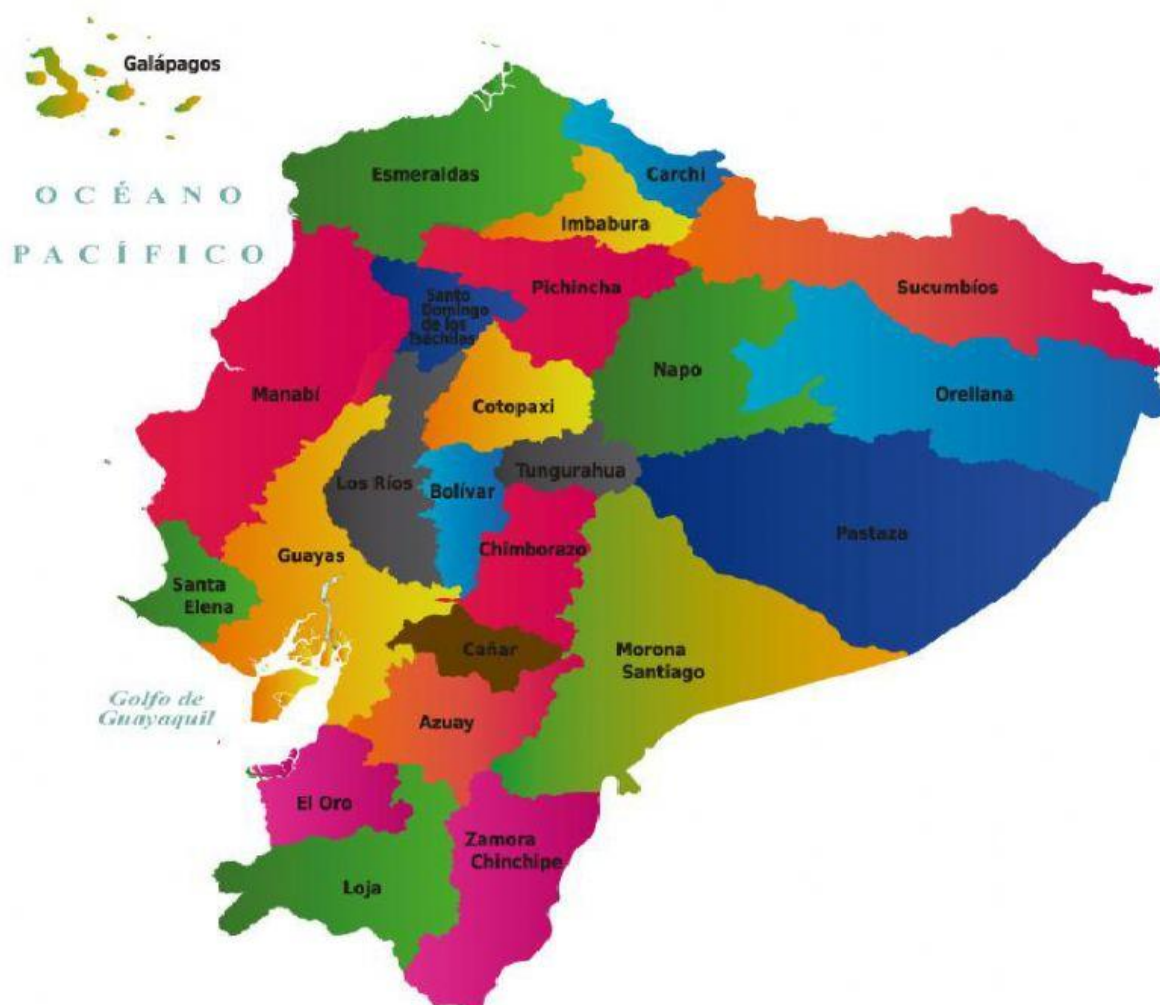 Galápagos
OCÉANO
PACÍFICO
Esmeraldas
Carchi
Imbabura
Sucumbíos
Pichincha
Santo
Domingo
de los
Tsáchilas
Napo
Orellana
Manabí
Cotopaxi
Los Ríos
Bolívar
Tungurahua
Pastaza
Guayas
Chimborazo
Santa
Elena
Cañar
Morona
Santiago
Golfo de
Guayaquil
Azuay
El Oro
Zamora
Chinchipe
Loja